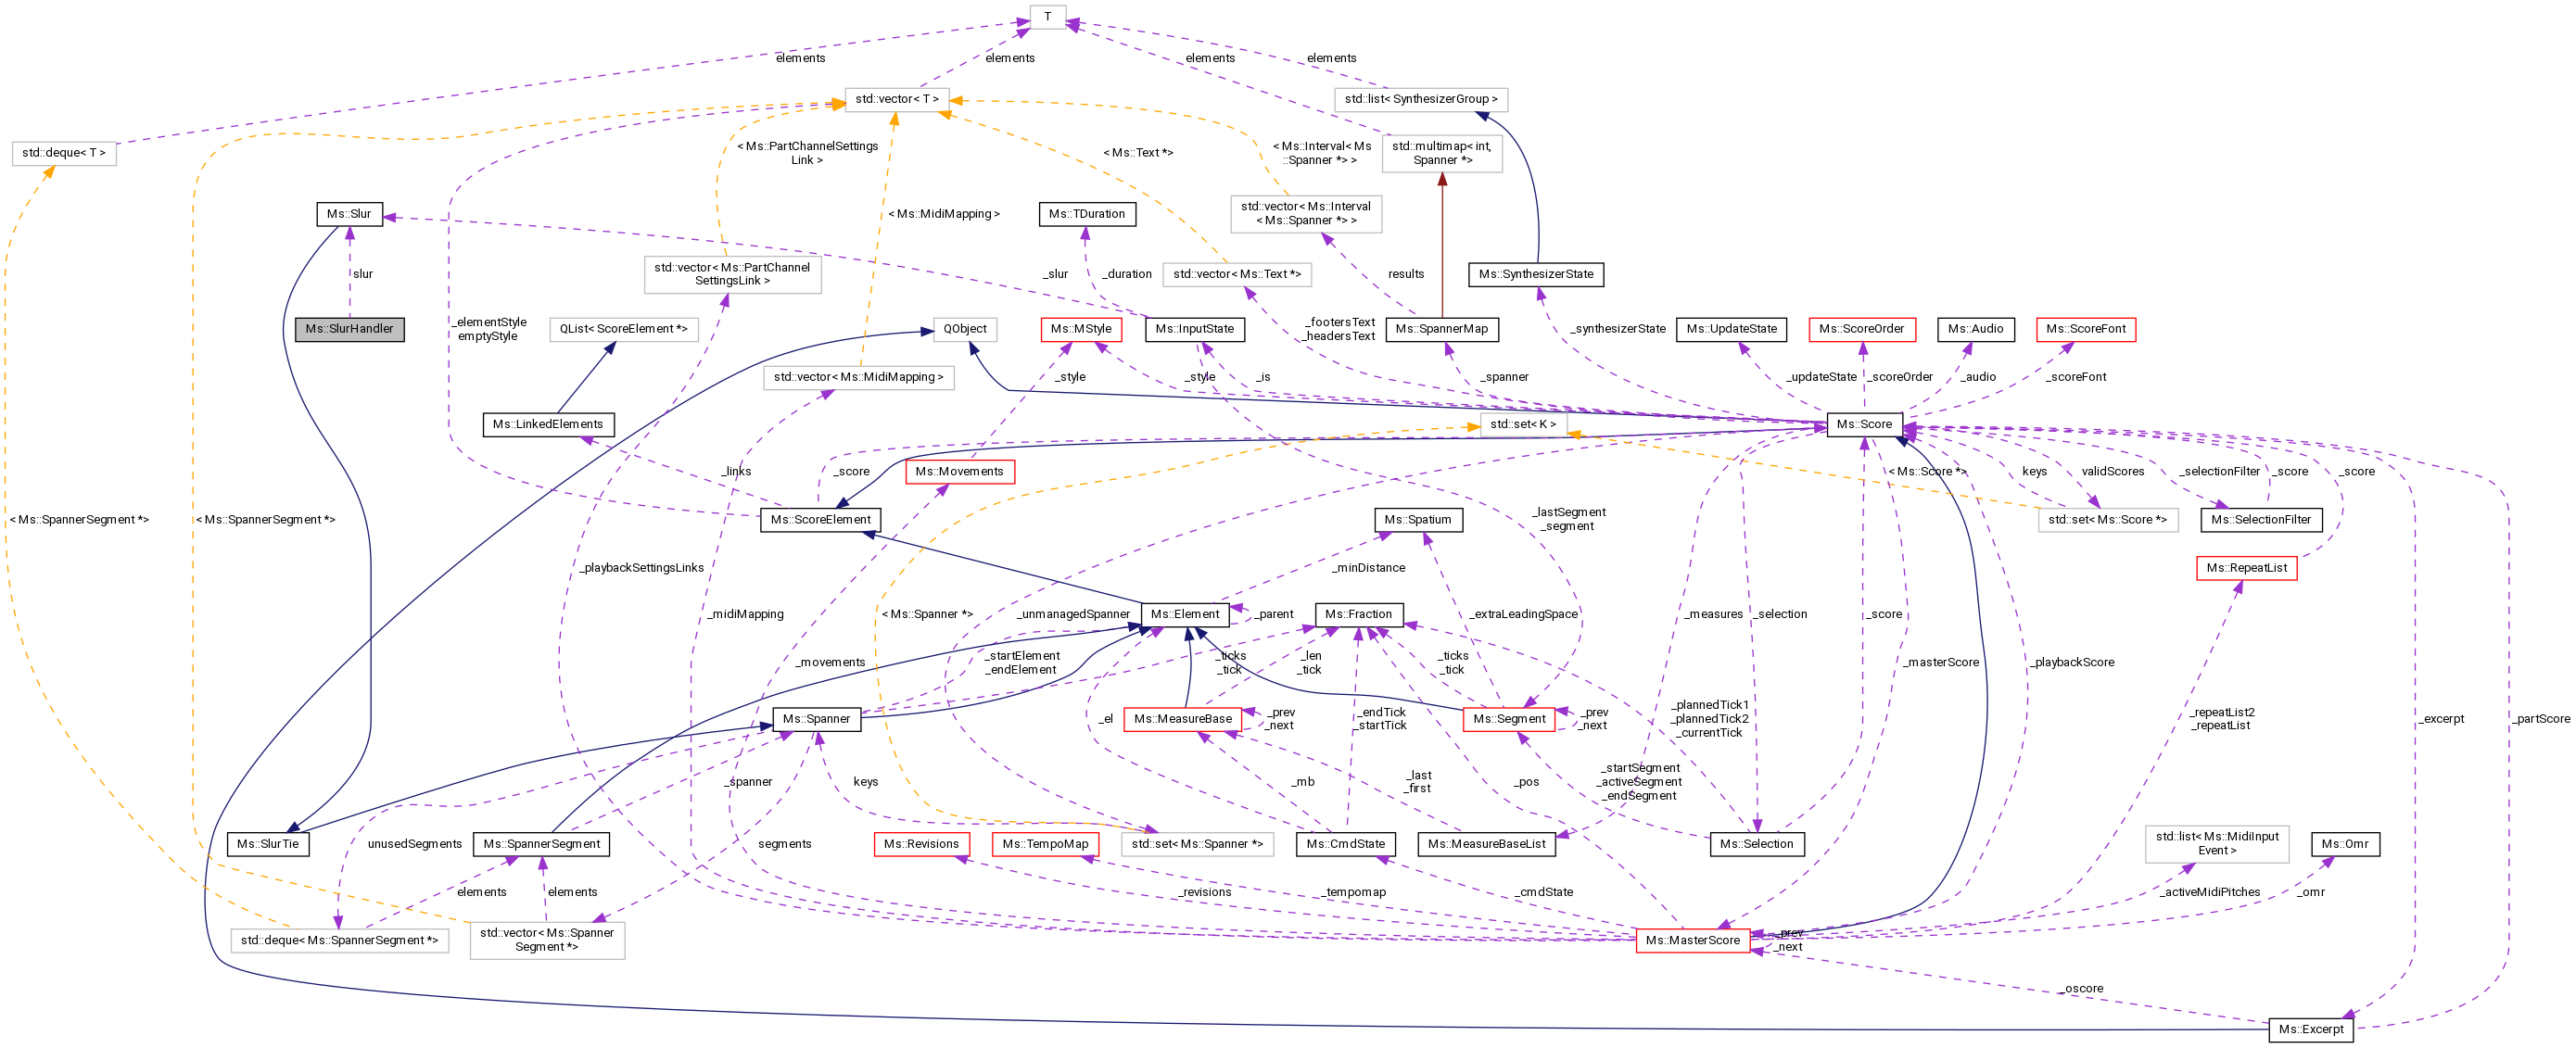 T
elements
elements
elements
elements
std::vector< T >
std::list< SynthesizerGroup >
std::deque< T >
< Ms::PartChannelSettings
Link >
< Ms::Text *>
< Ms::Interval< Ms
::Spanner *> >
std::multimap< int,
Spanner *>
Ms::Slur
< Ms::MidiMapping >
Ms::TDuration
std::vector< Ms::Interval
< Ms::Spanner *> >
slur
std::vector< Ms::PartChannel
SettingsLink >
_slur
_duration
std::vector< Ms::Text *>
results
Ms::SynthesizerState
Ms::SlurHandler
_elementStyle
emptyStyle
QList< ScoreElement *>
QObject
Ms::MStyle
Ms::InputState
_footersText
_headersText
Ms::SpannerMap
_synthesizerState
Ms::UpdateState
Ms::ScoreOrder
Ms::Audio
Ms::ScoreFont
std::vector< Ms::MidiMapping >
_style
_style
_is
_spanner
_updateState
_scoreOrder
_audio
_scoreFont
Ms::LinkedElements
std::set< K >
Ms::Score
_links
_score
Ms::Movements
< Ms::Score *>
keys
validScores
_selectionFilter
_score
_score
< Ms::SpannerSegment *>
< Ms::SpannerSegment *>
Ms::ScoreElement
Ms::Spatium
_lastSegment
_segment
std::set< Ms::Score *>
Ms::SelectionFilter
_playbackSettingsLinks
_minDistance
Ms::RepeatList
_midiMapping
< Ms::Spanner *>
_unmanagedSpanner
Ms::Element
_parent
Ms::Fraction
_extraLeadingSpace
_measures
_selection
_score
_movements
_startElement
_endElement
_ticks
_tick
_len
_tick
_ticks
_tick
_masterScore
_playbackScore
Ms::Spanner
_el
Ms::MeasureBase
_prev
_next
_endTick
_startTick
Ms::Segment
_prev
_next
_plannedTick1
_plannedTick2
_currentTick
_repeatList2
_repeatList
_excerpt
_partScore
_spanner
keys
_mb
_last
_first
_pos
_startSegment
_activeSegment
_endSegment
Ms::SlurTie
unusedSegments
Ms::SpannerSegment
segments
Ms::Revisions
Ms::TempoMap
std::set< Ms::Spanner *>
Ms::CmdState
Ms::MeasureBaseList
Ms::Selection
std::list< Ms::MidiInput
Event >
Ms::Omr
elements
elements
_revisions
_tempomap
_cmdState
_activeMidiPitches
_omr
std::deque< Ms::SpannerSegment *>
std::vector< Ms::Spanner
Segment *>
Ms::MasterScore
_prev
_next
_oscore
Ms::Excerpt